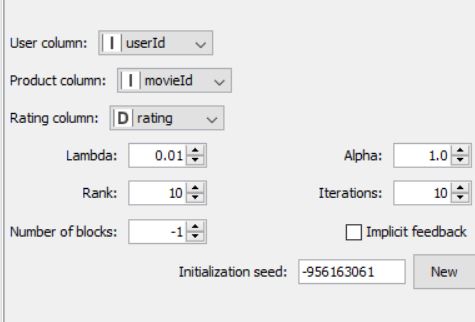 User column: I userId
Product column: I movieId
Rating column: D rating
Lambda: 0.01 Alpha: 1.0
Rank: 10 Iterations: 10
Number of blocks: -1 Implicit feedback
Initialization seed: -956163061 New